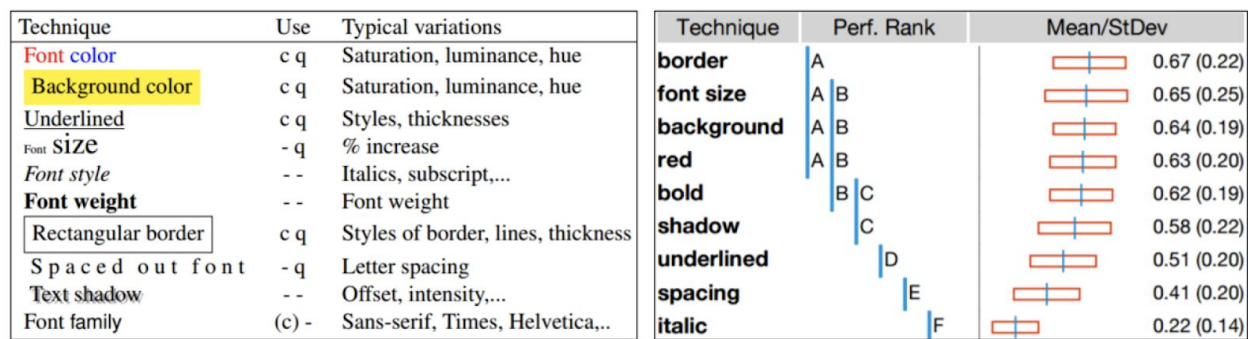 Technique Use Typical variations
Font color c q Saturation, luminance, hue
Background color c q Saturation, luminance, hue
Underlined c q Styles, thicknesses
Font size - q % increase
Font style - - Italics, subscript,...
Font weight - - Font weight
Rectangular border c q Styles of border, lines, thickness
Spaced out font - q Letter spacing
Text shadow - - Offset, intensity,...
Font family (c) - Sans-serif, Times, Helvetica,..
Technique Perf. Rank Mean/StDev
border A 0.67 (0.22)
font size A B 0.65 (0.25)
background A B 0.64 (0.19)
red A B 0.63 (0.20)
bold B C 0.62 (0.19)
shadow C 0.58 (0.22)
underlined D 0.51 (0.20)
spacing E 0.41 (0.20)
italic F 0.22 (0.14)